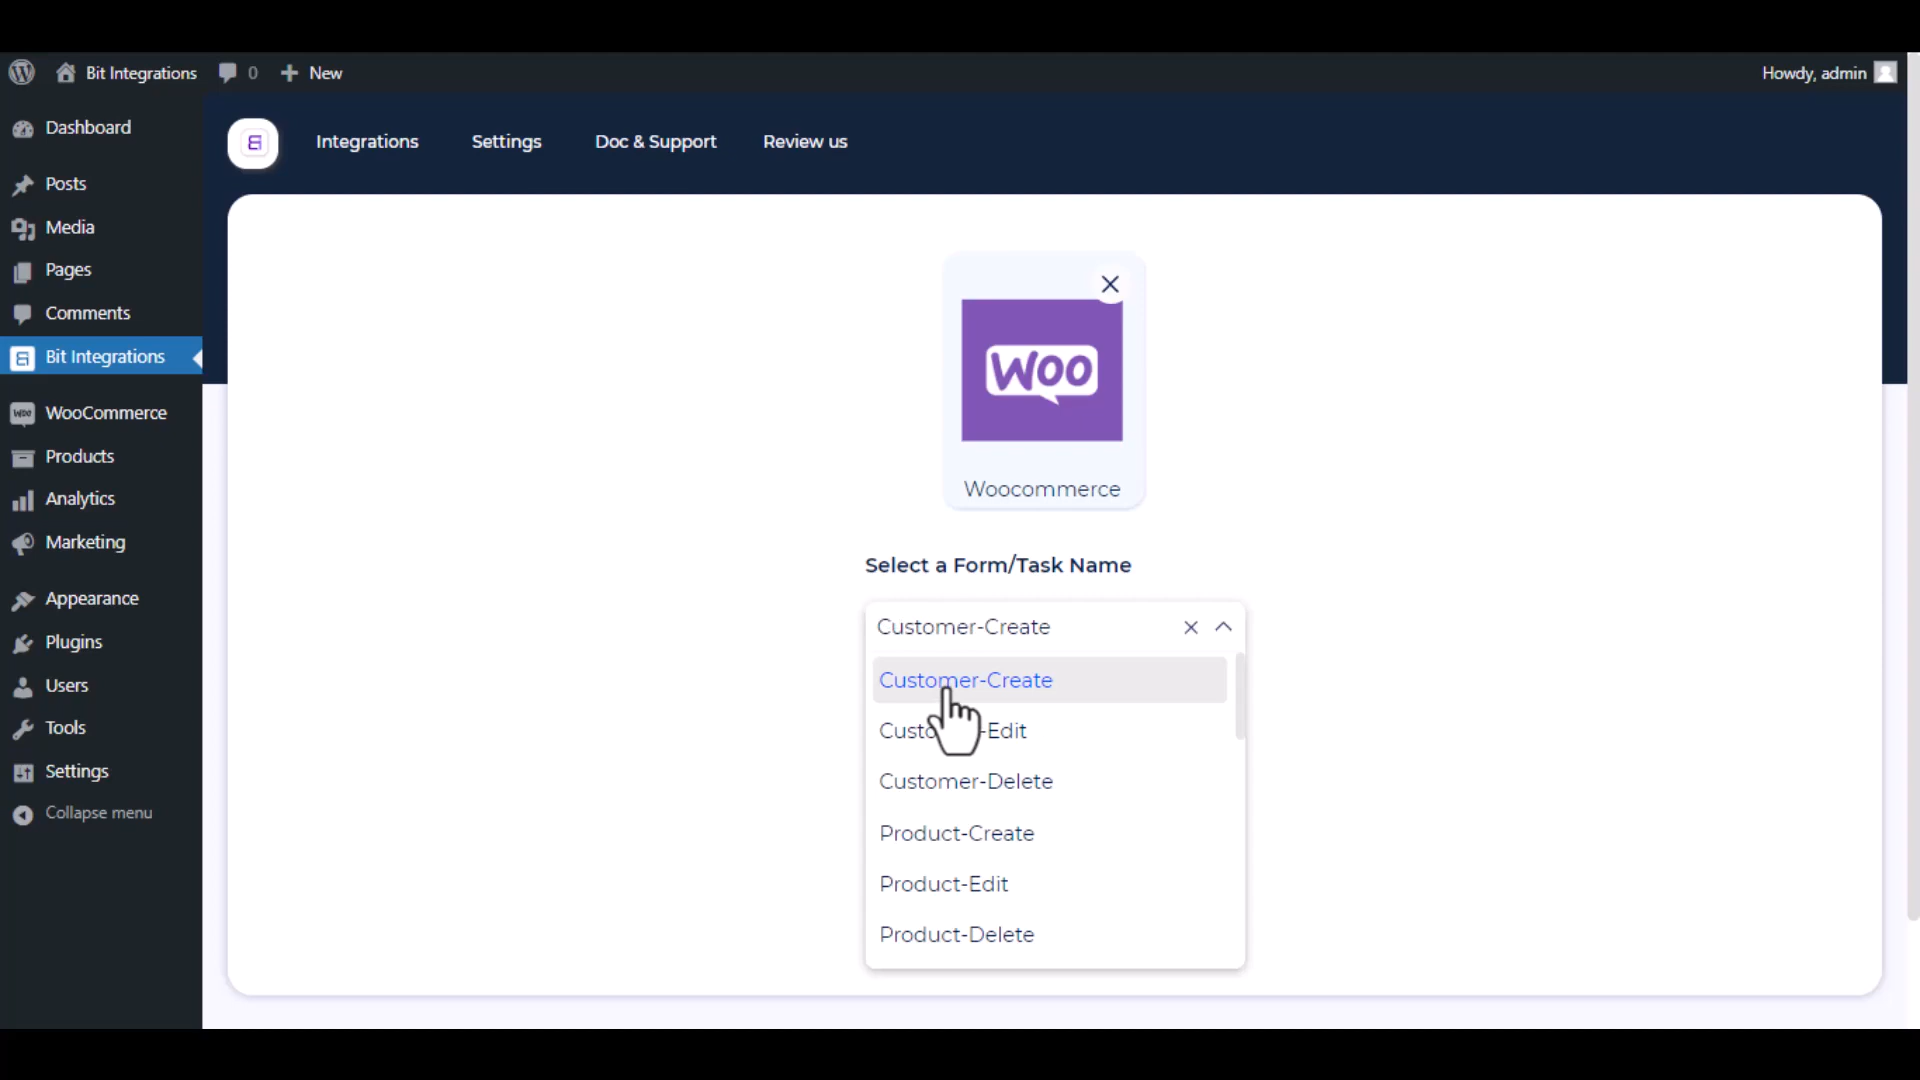 Bit Integrations 0 New Howdy, admin
Dashboard
Posts
Media
Pages
Comments
Bit Integrations
WooCommerce
Products
Analytics
Marketing
Appearance
Plugins
Users
Tools
Settings
Collapse menu
Integrations Settings Doc & Support Review us
Woo
Woocommerce
Select a Form/Task Name
Customer-Create
Customer-Create
Custo -Edit
Customer-Delete
Product-Create
Product-Edit
Product-Delete